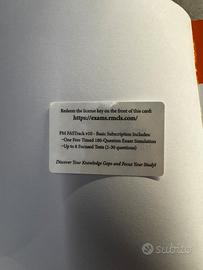 Redeem the license key on the front of this card:
https://exams.rmcls.com/
PM FASTrack v10 - Basic Subscription Includes:
~One Free Timed 180-Question Exam Simulation
~Up to 8 Focused Tests (1-30 questions)
Discover Your Knowledge Gaps and Focus Your Study!
subito